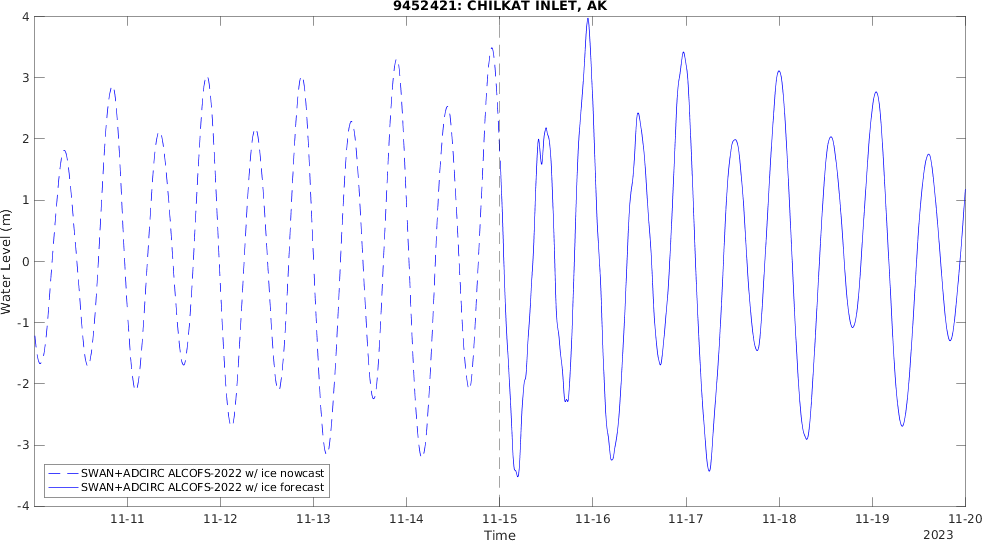 9452421: CHILKAT INLET, AK
Water Level (m)
4
3
2
1
0
-1
-2
-3
-4
SWAN+ADCIRC ALCOFS-2022 w/ ice nowcast
SWAN+ADCIRC ALCOFS-2022 w/ ice forecast
11-11 11-12 11-13 11-14 11-15 11-16 11-17 11-18 11-19 11-20
Time
2023